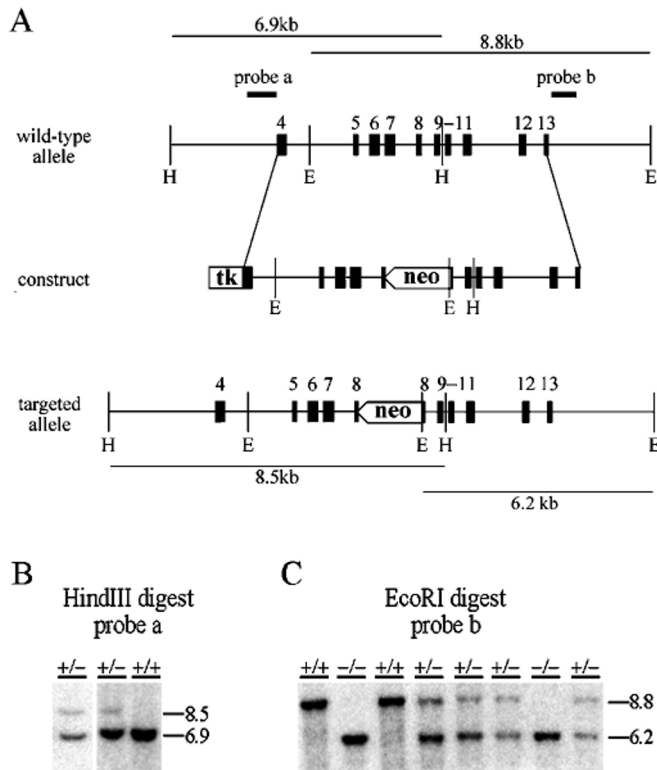 A
6.9kb
8.8kb
probe a
probe b
wild-type allele
4 5 6 7 8 9–11 12 13
H E H E
construct
tk neo
E E H
targeted allele
4 5 6 7 8 8 9–11 12 13
neo
H E E H E
8.5kb
6.2 kb
B
HindIII digest
probe a
+/– +/– +/+
8.5
6.9
C
EcoRI digest
probe b
+/+ –/– +/+ +/– +/– +/– –/– +/–
8.8
6.2